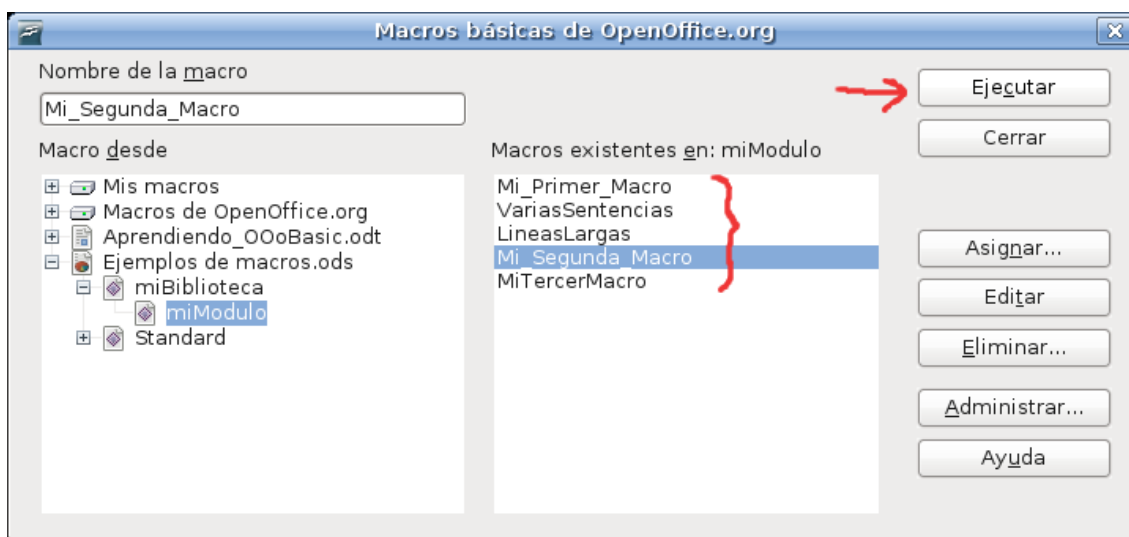 Macros básicas de OpenOffice.org
Nombre de la macro
Mi_Segunda_Macro
Macro desde
Mis macros
Macros de OpenOffice.org
Aprendiendo_OOoBasic.odt
Ejemplos de macros.ods
miBiblioteca
miModulo
Standard
Macros existentes en: miModulo
Mi_Primer_Macro
VariasSentencias
LineasLargas
Mi_Segunda_Macro
MiTercerMacro
Ejecutar
Cerrar
Asignar...
Editar
Eliminar...
Administrar...
Ayuda